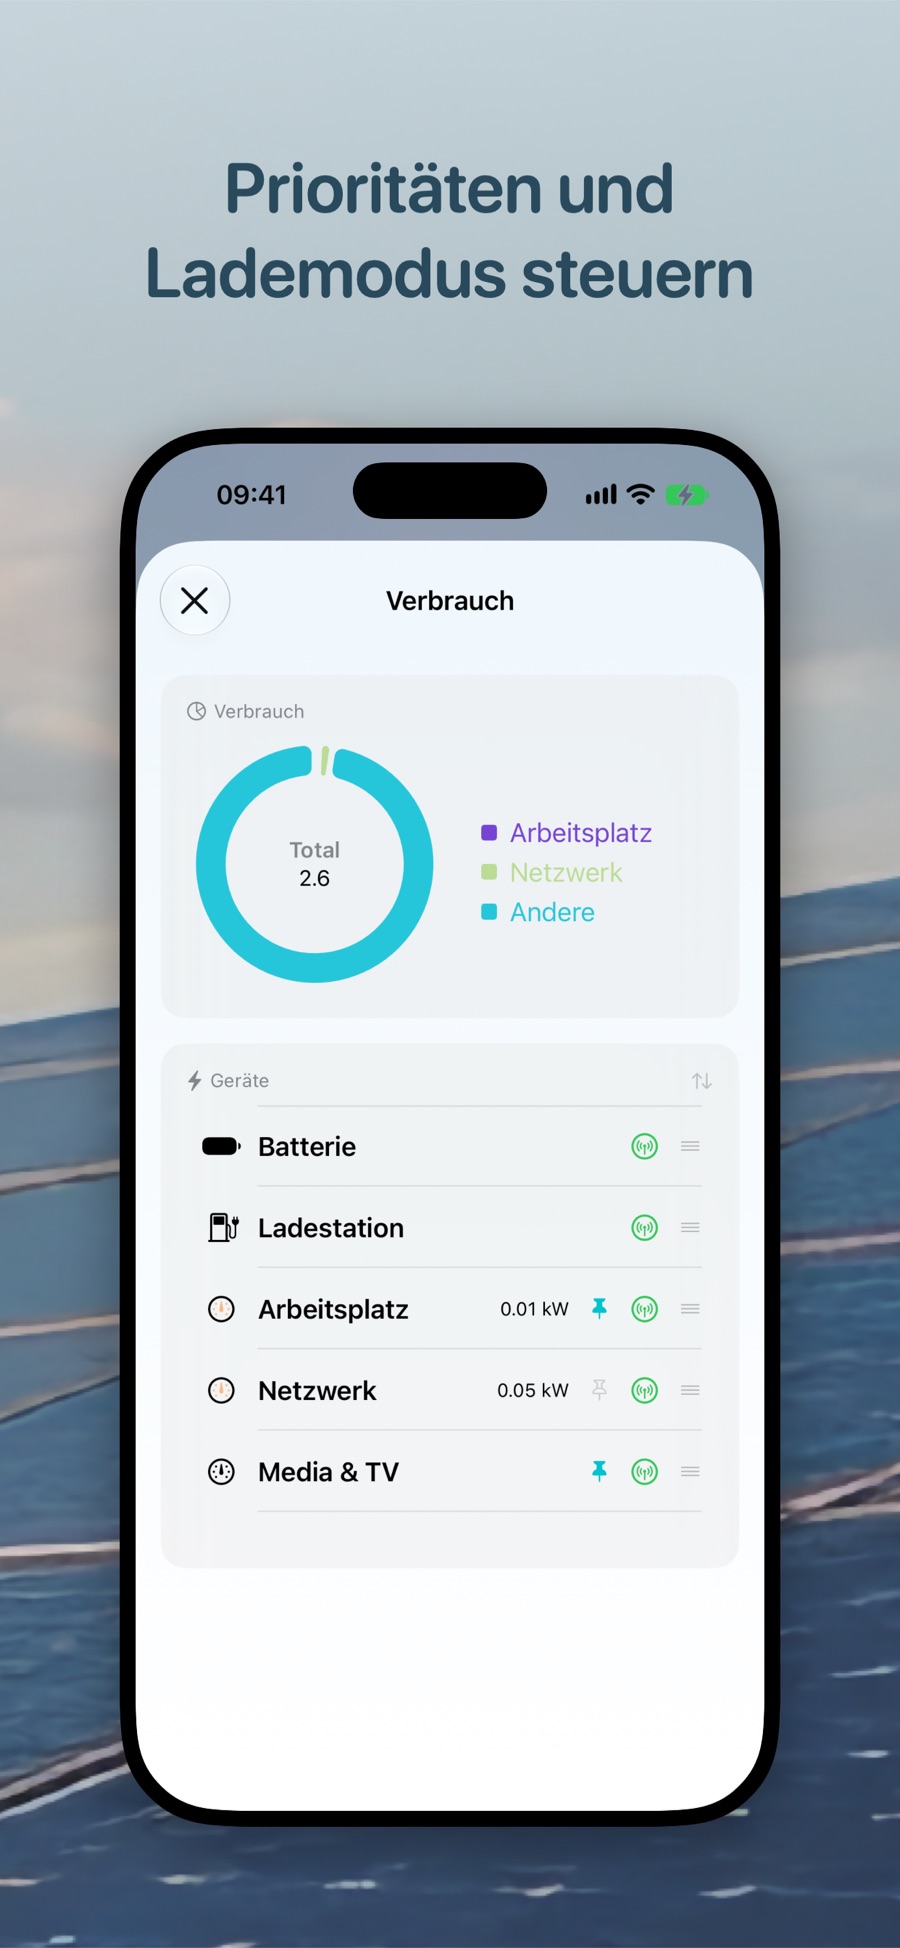 Prioritäten und
Lademodus steuern
09:41
Verbrauch
Verbrauch
Total
2.6
Arbeitsplatz
Netzwerk
Andere
Geräte
Batterie
Ladestation
Arbeitsplatz 0.01 kW
Netzwerk 0.05 kW
Media & TV